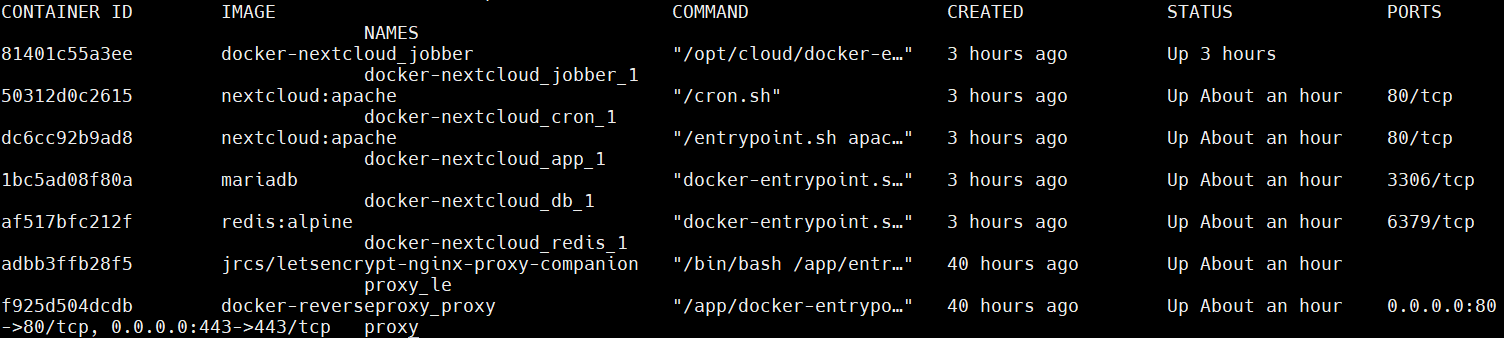 CONTAINER ID        IMAGE                                    COMMAND                  CREATED             STATUS              PORTS
                                 NAMES
81401c55a3ee        docker-nextcloud_jobber                  "/opt/cloud/docker-e…"   3 hours ago         Up 3 hours
                                 docker-nextcloud_jobber_1
50312d0c2615        nextcloud:apache                         "/cron.sh"               3 hours ago         Up About an hour    80/tcp
                                 docker-nextcloud_cron_1
dc6cc92b9ad8        nextcloud:apache                         "/entrypoint.sh apac…"   3 hours ago         Up About an hour    80/tcp
                                 docker-nextcloud_app_1
1bc5ad08f80a        mariadb                                  "docker-entrypoint.s…"   3 hours ago         Up About an hour    3306/tcp
                                 docker-nextcloud_db_1
af517bfc212f        redis:alpine                             "docker-entrypoint.s…"   3 hours ago         Up About an hour    6379/tcp
                                 docker-nextcloud_redis_1
adbb3ffb28f5        jrcs/letsencrypt-nginx-proxy-companion   "/bin/bash /app/entr…"   40 hours ago        Up About an hour
                                 proxy_le
f925d504dcdb        docker-reverseproxy_proxy                "/app/docker-entrypo…"   40 hours ago        Up About an hour    0.0.0.0:80
->80/tcp, 0.0.0.0:443->443/tcp   proxy